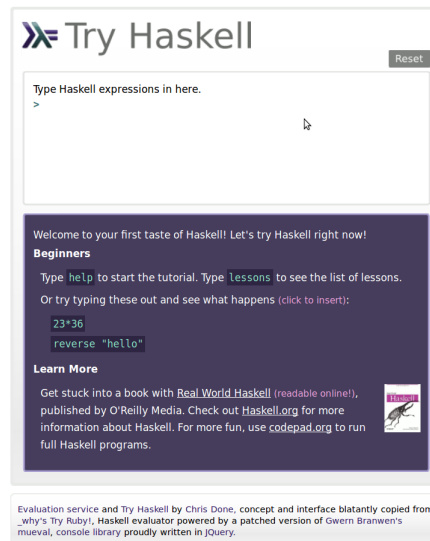 Try Haskell
Reset
Type Haskell expressions in here.
>
Welcome to your first taste of Haskell! Let's try Haskell right now!
Beginners
Type help to start the tutorial. Type lessons to see the list of lessons.
Or try typing these out and see what happens (click to insert):
23*36
reverse "hello"
Learn More
Get stuck into a book with Real World Haskell (readable online!),
published by O'Reilly Media. Check out Haskell.org for more
information about Haskell. For more fun, use codepad.org to run
full Haskell programs.
Haskell
Evaluation service and Try Haskell by Chris Done, concept and interface blatantly copied from
_why's Try Ruby!, Haskell evaluator powered by a patched version of Gwern Branwen's
mueval, console library proudly written in JQuery.